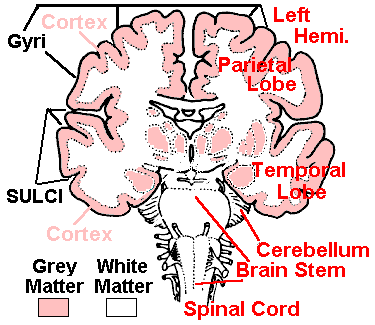 Cortex
Gyri
Left
Hemi.
Parietal
Lobe
Temporal
Lobe
SULCI
Cortex
Cerebellum
Brain Stem
Grey
Matter
White
Matter
Spinal Cord